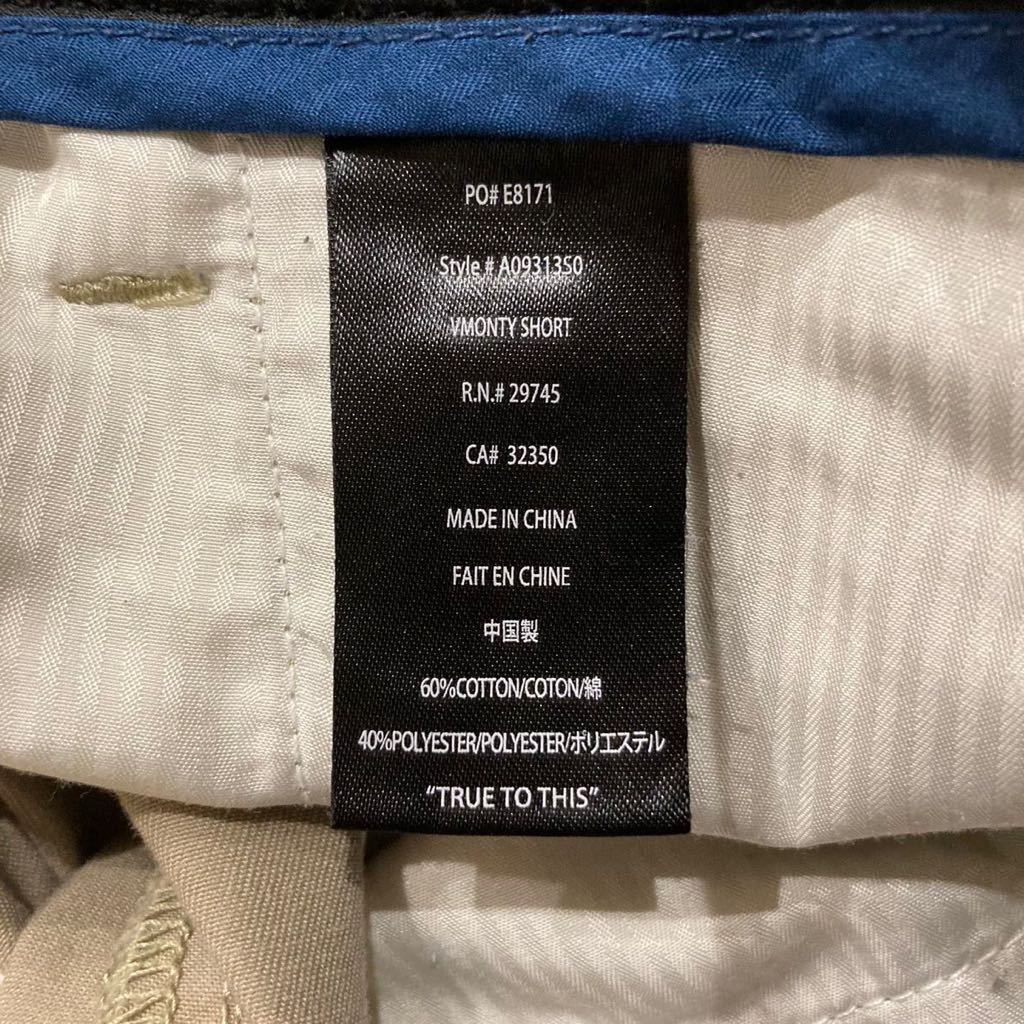 PO# E8171
Style # A0931350
VMONTY SHORT
R.N.# 29745
CA# 32350
MADE IN CHINA
FAIT EN CHINE
中国製
60%COTTON/COTON/綿
40%POLYESTER/POLYESTER/ポリエステル
“TRUE TO THIS”